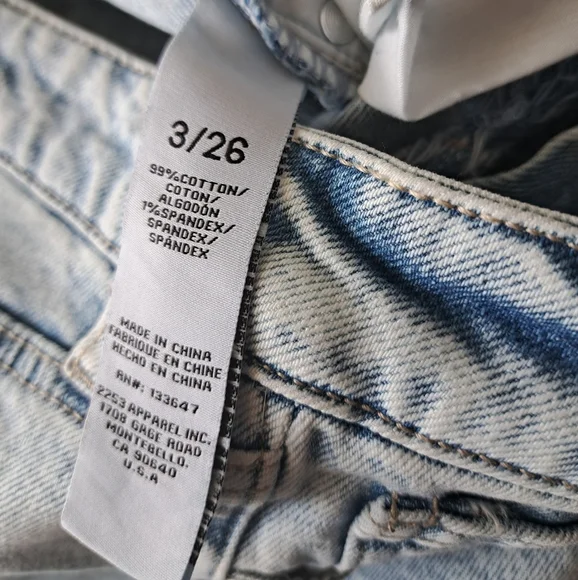 3/26
99%COTTON/
COTON/
ALGODÓN
1%SPANDEX/
SPANDEX/
SPANDEX
MADE IN CHINA
FABRIQUE EN CHINE
HECHO EN CHINA
RN#: 133647
2253 APPAREL INC.
1708 GAGE ROAD
MONTEBELLO,
CA 90640
U.S.A